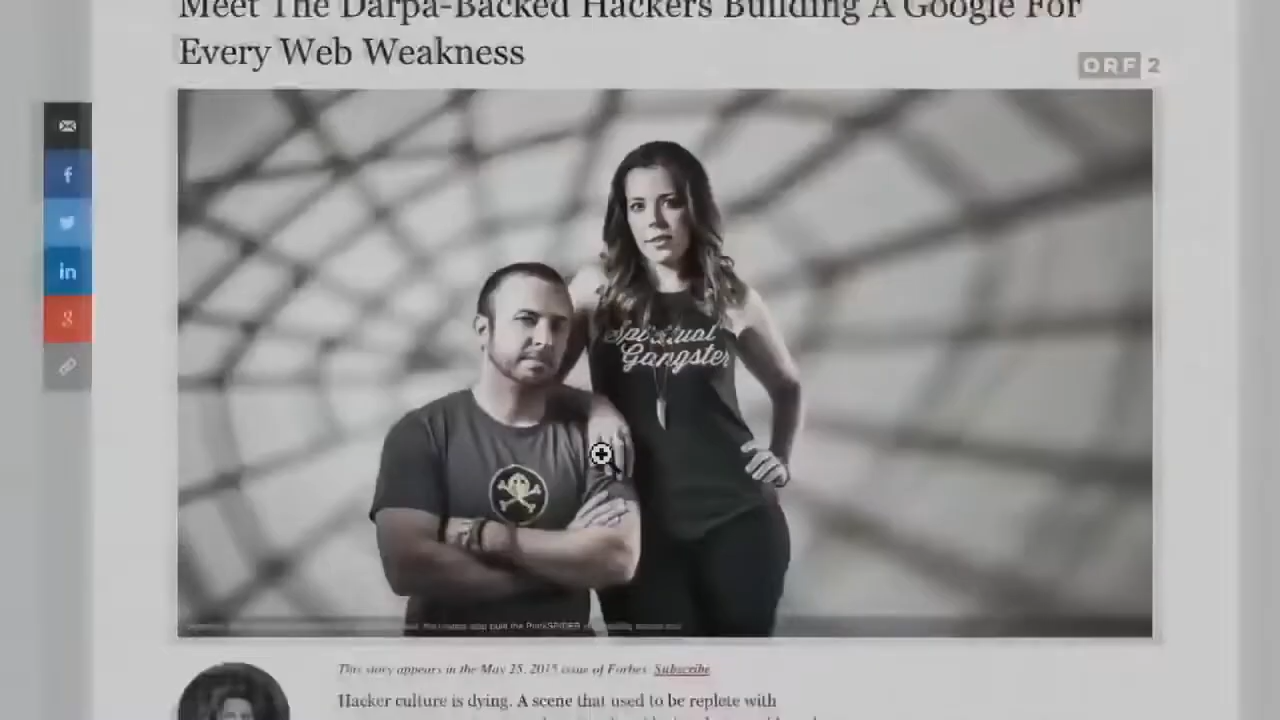 Meet The Darpa-Backed Hackers Building A Google For
Every Web Weakness
ORF 2
f
in
g
Spiritual
Gangster
This story appears in the May 25, 2015 issue of Forbes. Subscribe
Hacker culture is dying. A scene that used to be replete with